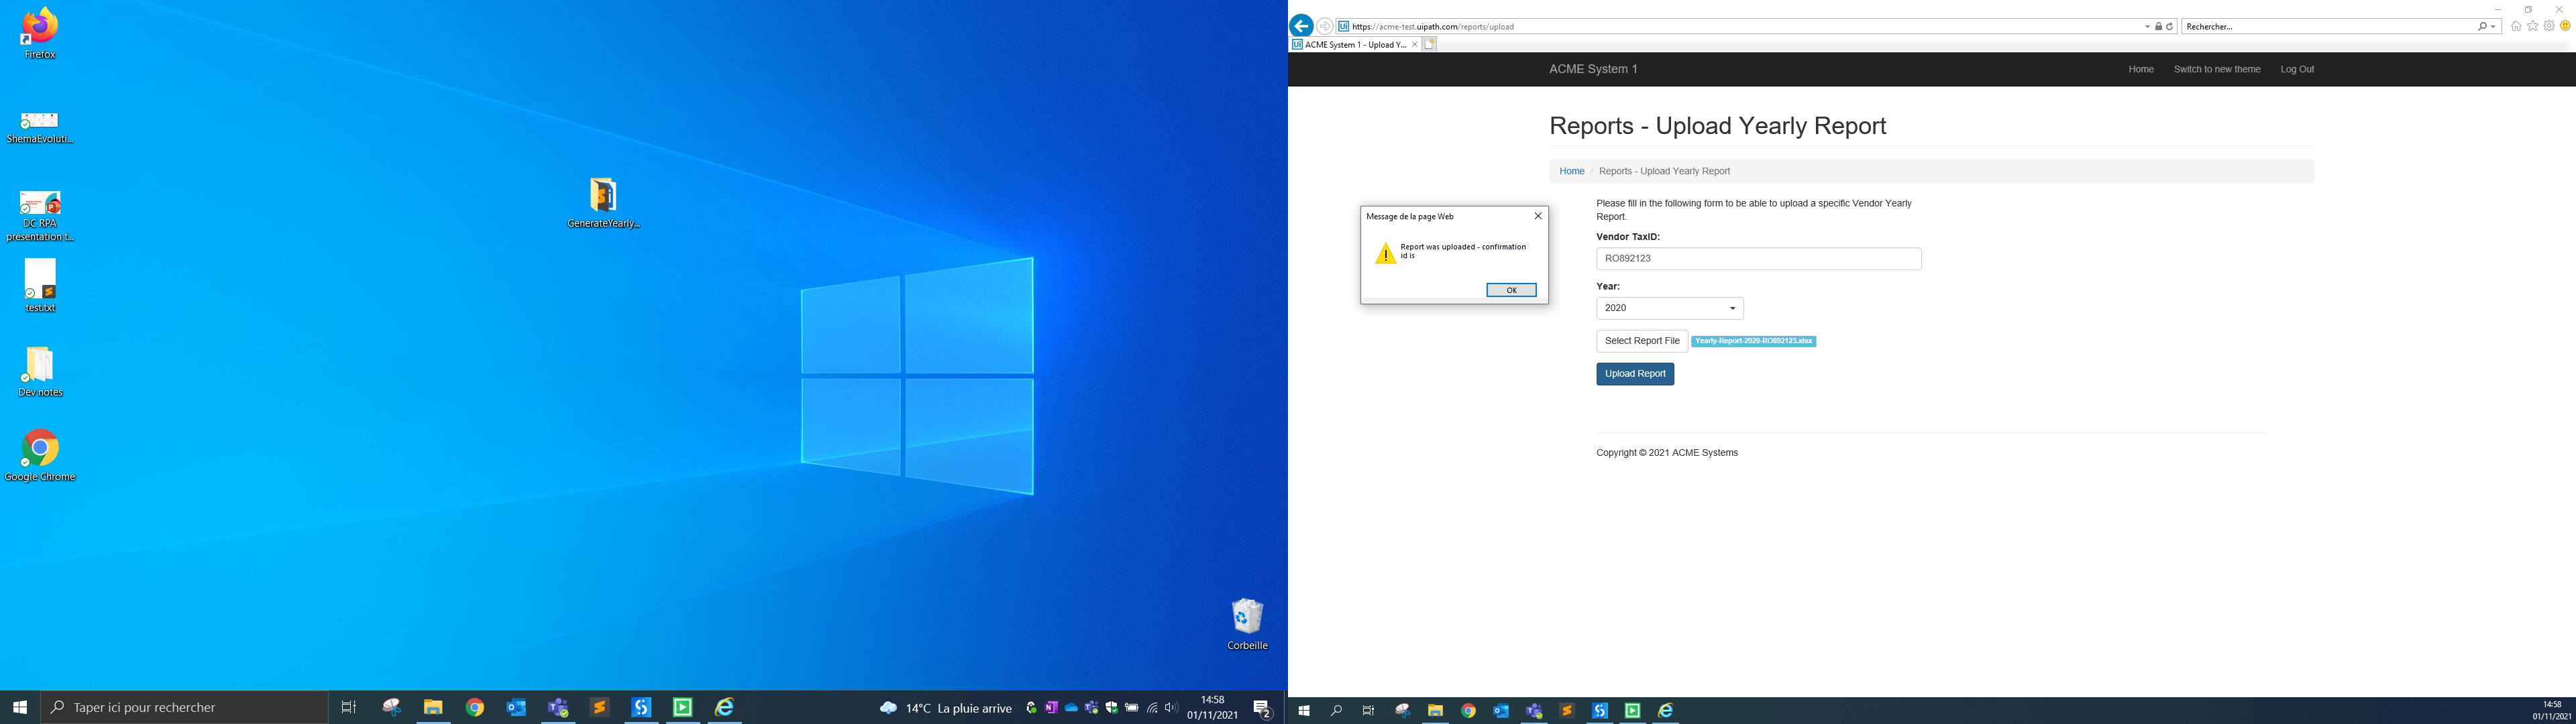 Firefox
ShemaEvoluti...
DC RPA
presentation t...
test.txt
Dev notes
Google Chrome
GenerateYearly...
Corbeille
Taper ici pour rechercher
14°C La pluie arrive
14:58
01/11/2021
2
https://acme-test.uipath.com/reports/upload
Rechercher...
Ui ACME System 1 - Upload Y...
ACME System 1
Home
Switch to new theme
Log Out
Reports - Upload Yearly Report
Home / Reports - Upload Yearly Report
Please fill in the following form to be able to upload a specific Vendor Yearly
Report.
Vendor TaxID:
RO892123
Year:
2020
Select Report File
Yearly-Report-2020-RO892123.xlsx
Upload Report
Message de la page Web
Report was uploaded - confirmation
id is
OK
Copyright © 2021 ACME Systems
14:58
01/11/2021